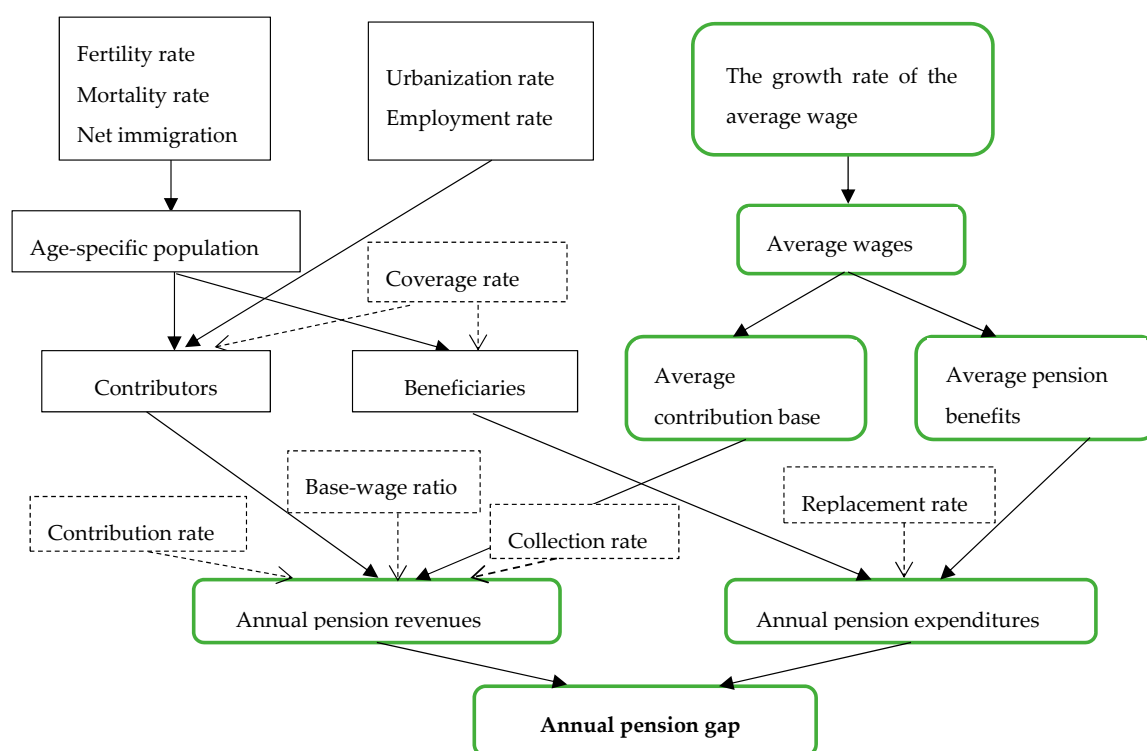 Fertility rate
Mortality rate
Net immigration
Urbanization rate
Employment rate
The growth rate of the
average wage
Age-specific population
Coverage rate
Average wages
Contributors
Beneficiaries
Average
contribution base
Average pension
benefits
Base-wage ratio
Contribution rate
Collection rate
Replacement rate
Annual pension revenues
Annual pension expenditures
Annual pension gap